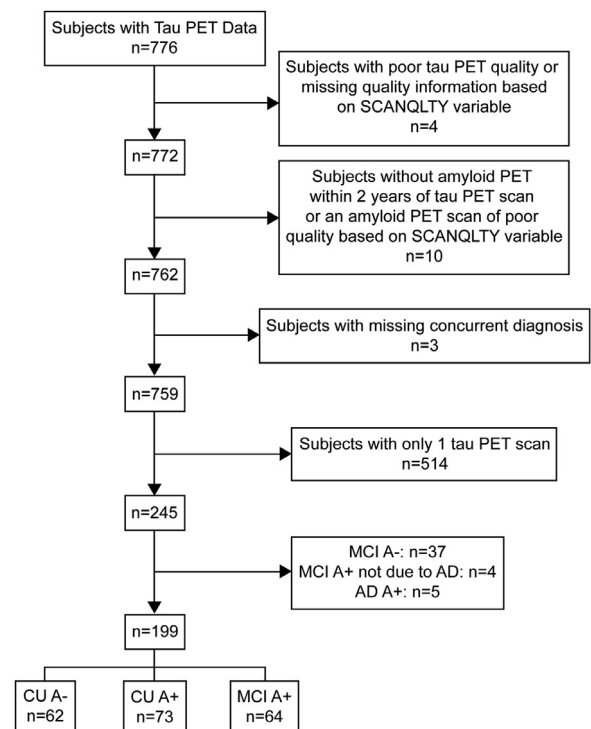 Subjects with Tau PET Data
n=776
Subjects with poor tau PET quality or
missing quality information based
on SCANQLTY variable
n=4
n=772
Subjects without amyloid PET
within 2 years of tau PET scan
or an amyloid PET scan of poor
quality based on SCANQLTY variable
n=10
n=762
Subjects with missing concurrent diagnosis
n=3
n=759
Subjects with only 1 tau PET scan
n=514
n=245
MCI A-: n=37
MCI A+ not due to AD: n=4
AD A+: n=5
n=199
CU A-
n=62
CU A+
n=73
MCI A+
n=64